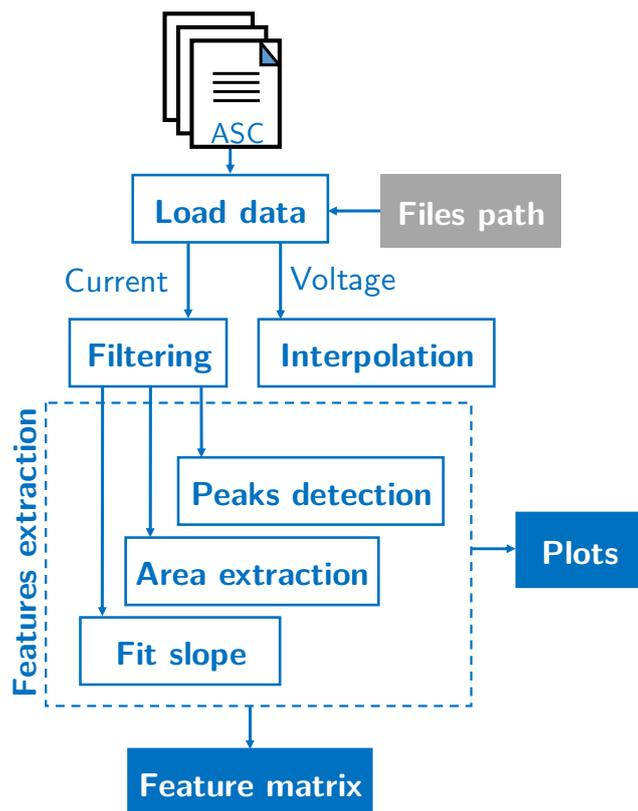 ASC
Load data
Files path
Current
Voltage
Filtering
Interpolation
Features extraction
Peaks detection
Area extraction
Fit slope
Plots
Feature matrix